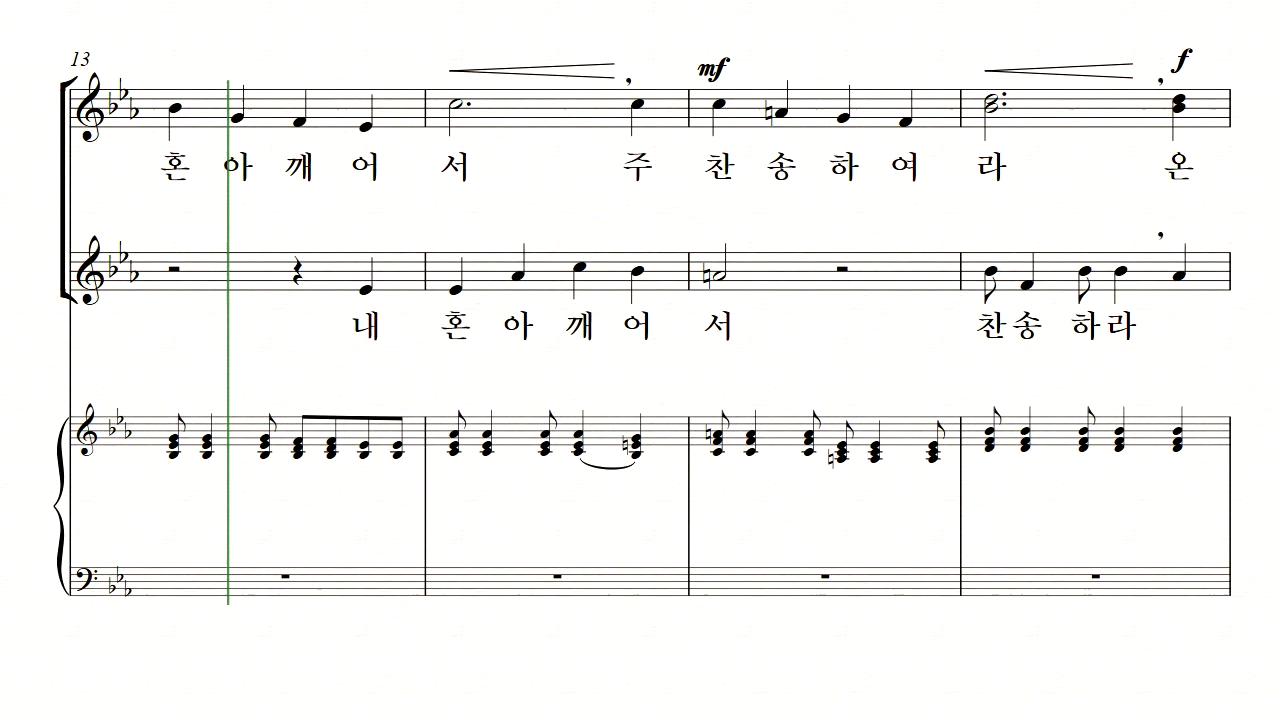 13
mf f
혼 아 깨 어 서 주 찬 송 하 여 라 온
내 혼 아 깨 어 서 찬 송 하 라